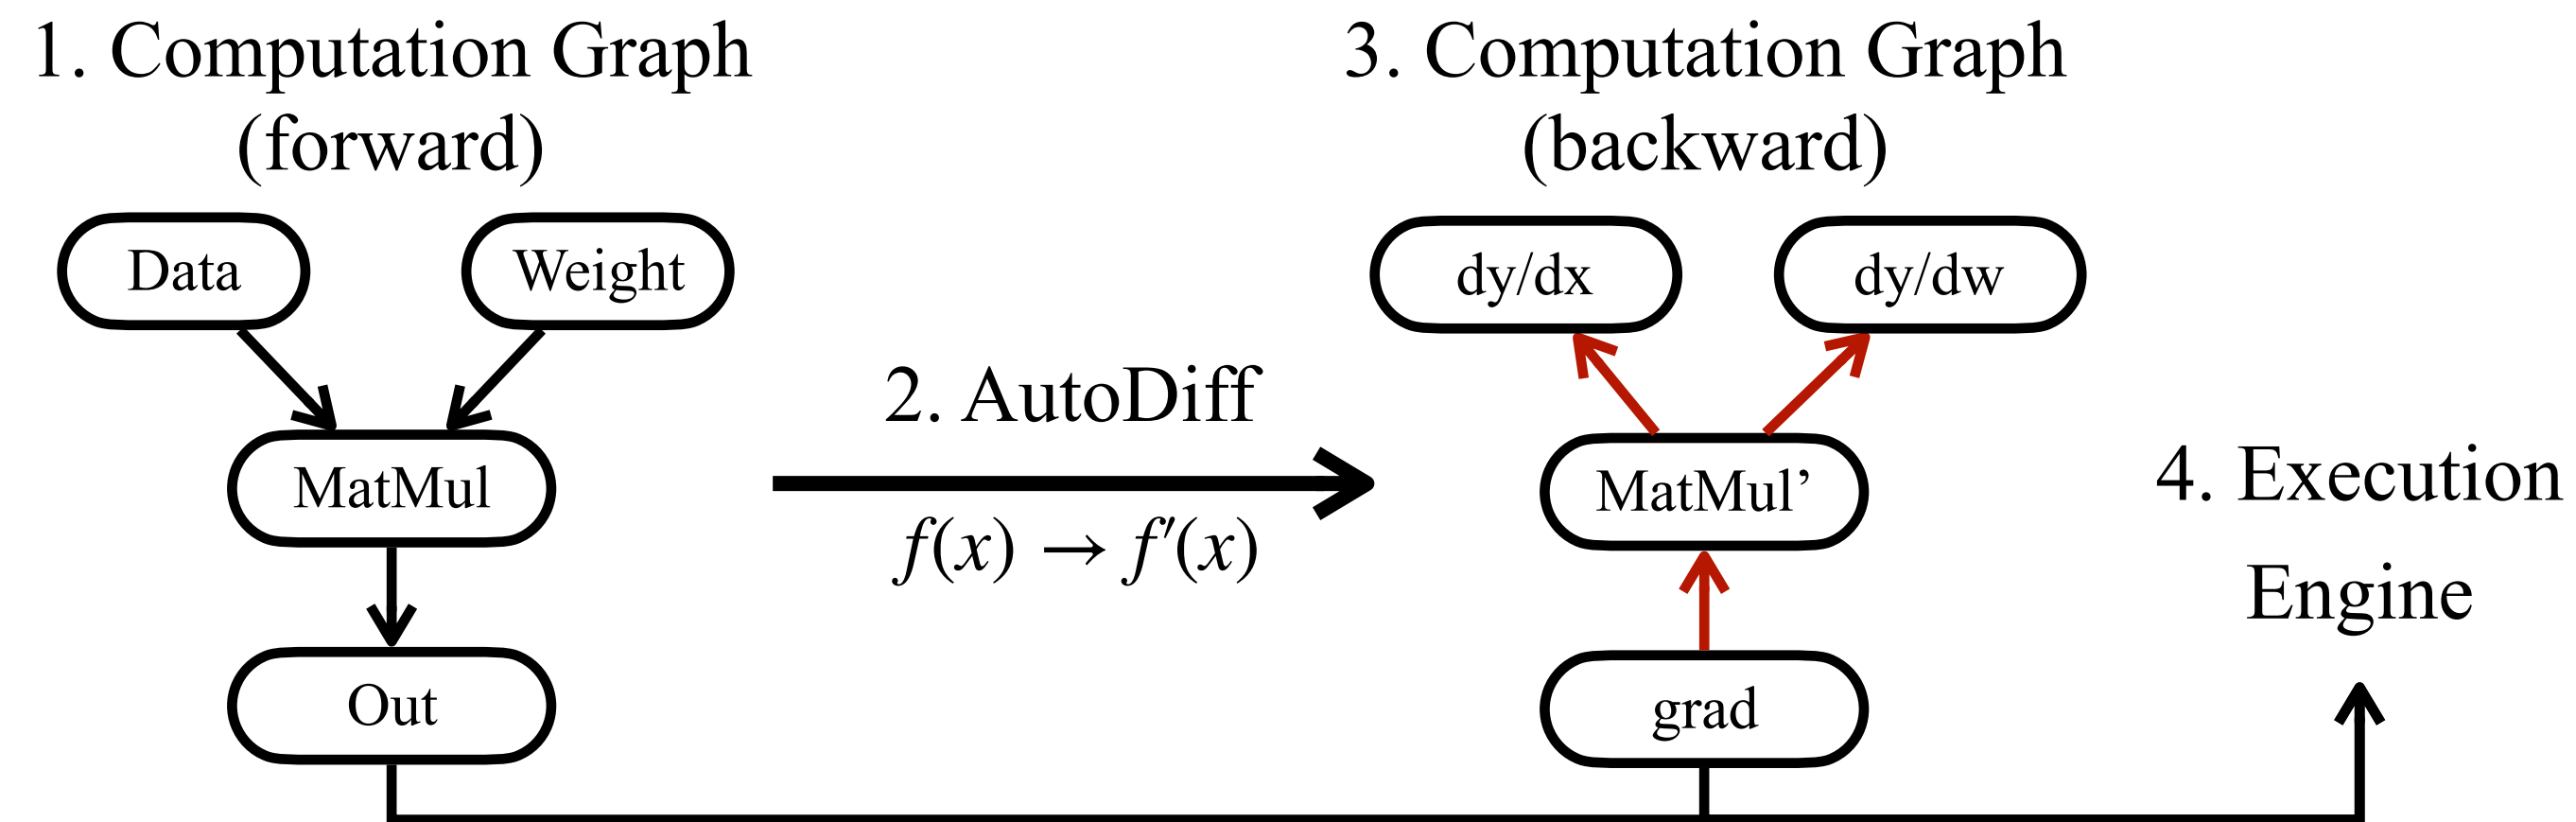 1. Computation Graph
(forward)
Data
Weight
MatMul
Out
2. AutoDiff
f(x) → f′(x)
3. Computation Graph
(backward)
dy/dx
dy/dw
MatMul’
grad
4. Execution
Engine